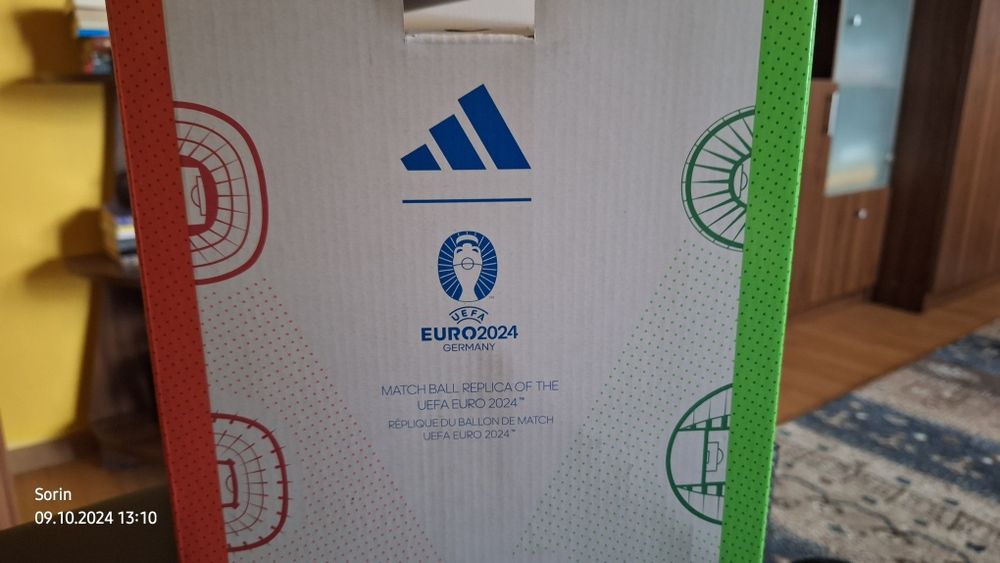 UEFA
EURO2024
GERMANY
MATCH BALL REPLICA OF THE
UEFA EURO 2024™
RÉPLIQUE DU BALLON DE MATCH
UEFA EURO 2024™
Sorin
09.10.2024 13:10